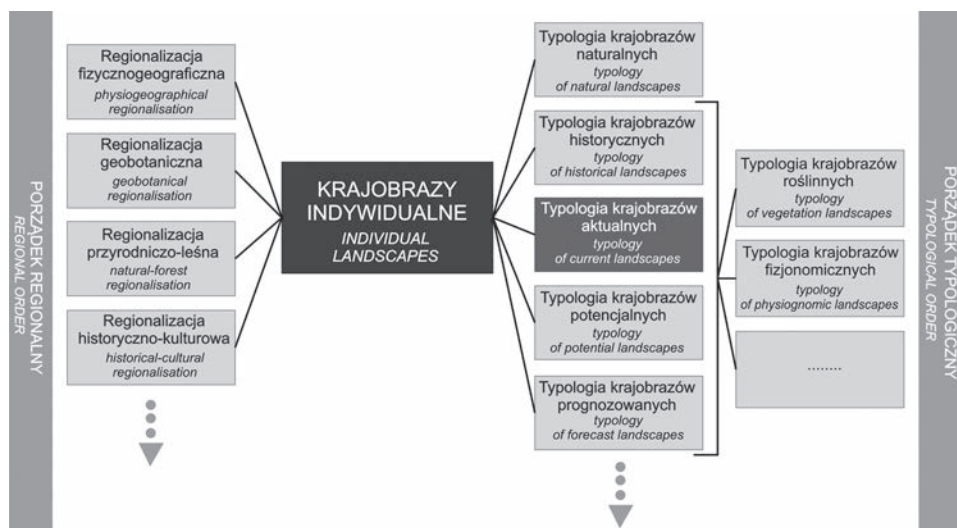 PORZĄDEK REGIONALNY
REGIONAL ORDER
Regionalizacja
fizycznogeograficzna
physiogeographical
regionalisation
Regionalizacja
geobotaniczna
geobotanical
regionalisation
Regionalizacja
przyrodniczo-leśna
natural-forest
regionalisation
Regionalizacja
historyczno-kulturowa
historical-cultural
regionalisation
KRAJOBRAZY
INDYWIDUALNE
INDIVIDUAL
LANDSCAPES
Typologia krajobrazów
naturalnych
typology
of natural landscapes
Typologia krajobrazów
historycznych
typology
of historical landscapes
Typologia krajobrazów
aktualnych
typology
of current landscapes
Typologia krajobrazów
potencjalnych
typology
of potential landscapes
Typologia krajobrazów
prognozowanych
typology
of forecast landscapes
Typologia krajobrazów
roślinnych
typology
of vegetation landscapes
Typologia krajobrazów
fizjonomicznych
typology
of physiognomic landscapes
........
PORZĄDEK TYPOLOGICZNY
TYPOLOGICAL ORDER